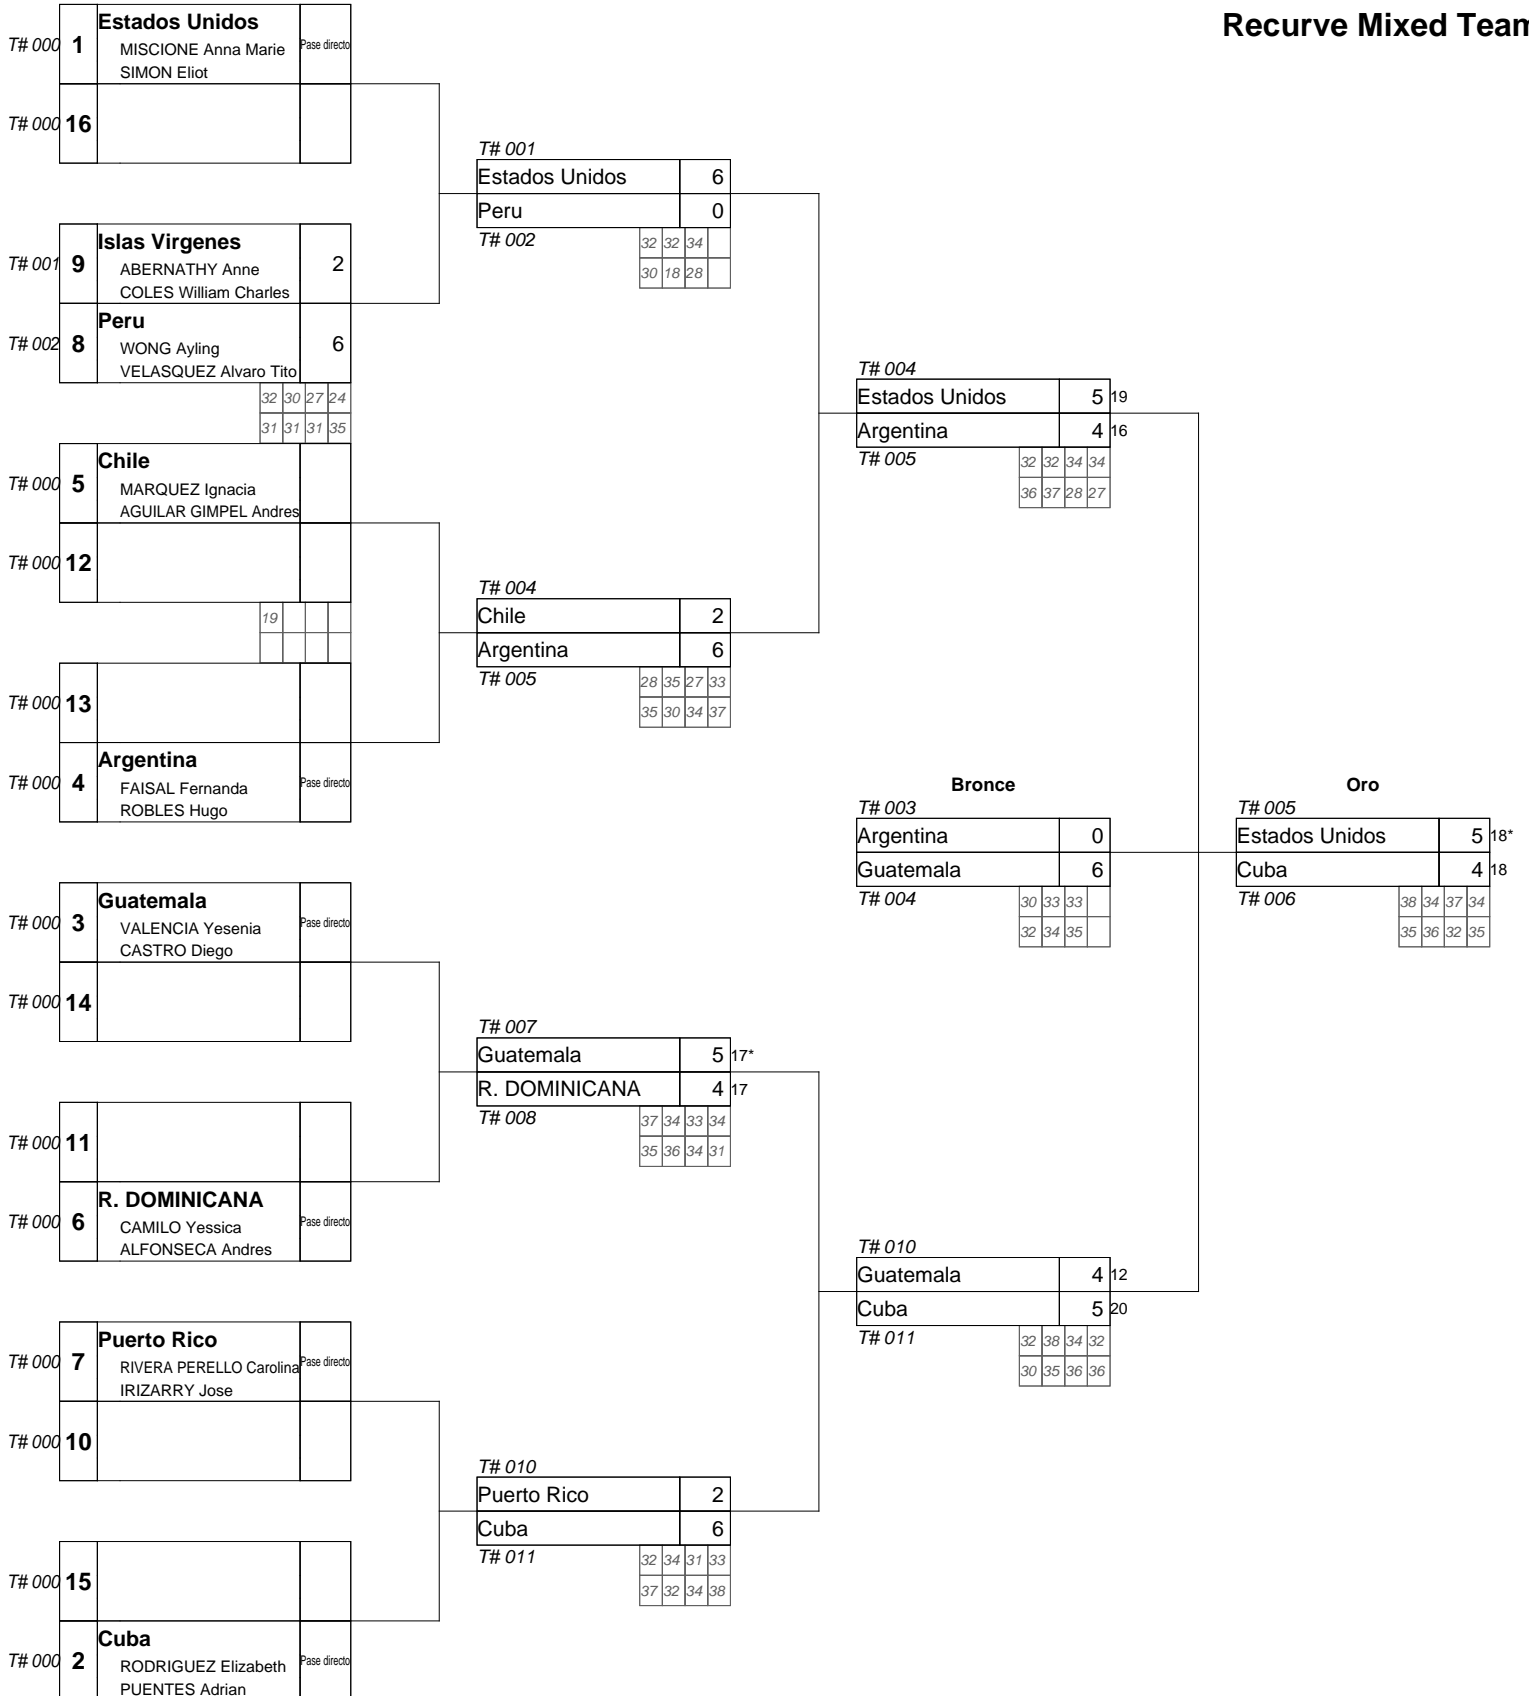 Recurve Mixed Team
Estados Unidos
T# 000 1 MISCIONE Anna Marie Pase directo
SIMON Eliot
T# 000 16
Islas Virgenes
T# 001 9 ABERNATHY Anne 2
COLES William Charles
Peru
T# 002 8 WONG Ayling 6
VELASQUEZ Alvaro Tito
32 30 27 24
31 31 31 35
Chile
T# 000 5 MARQUEZ Ignacia
AGUILAR GIMPEL Andres
T# 000 12
19
T# 000 13
Argentina
T# 000 4 FAISAL Fernanda Pase directo
ROBLES Hugo
Guatemala
T# 000 3 VALENCIA Yesenia Pase directo
CASTRO Diego
T# 000 14
T# 000 11
R. DOMINICANA
T# 000 6 CAMILO Yessica Pase directo
ALFONSECA Andres
Puerto Rico
T# 000 7 RIVERA PERELLO Carolina Pase directo
IRIZARRY Jose
T# 000 10
T# 000 15
Cuba
T# 000 2 RODRIGUEZ Elizabeth Pase directo
PUENTES Adrian
T# 001
Estados Unidos 6
Peru 0
T# 002 32 32 34
30 18 28
T# 004
Chile 2
Argentina 6
T# 005 28 35 27 33
35 30 34 37
T# 007
Guatemala 5 17*
R. DOMINICANA 4 17
T# 008 37 34 33 34
35 36 34 31
T# 010
Puerto Rico 2
Cuba 6
T# 011 32 34 31 33
37 32 34 38
T# 004
Estados Unidos 5 19
Argentina 4 16
T# 005 32 32 34 34
36 37 28 27
Bronce
T# 003
Argentina 0
Guatemala 6
T# 004 30 33 33
32 34 35
T# 010
Guatemala 4 12
Cuba 5 20
T# 011 32 38 34 32
30 35 36 36
Oro
T# 005
Estados Unidos 5 18*
Cuba 4 18
T# 006 38 34 37 34
35 36 32 35